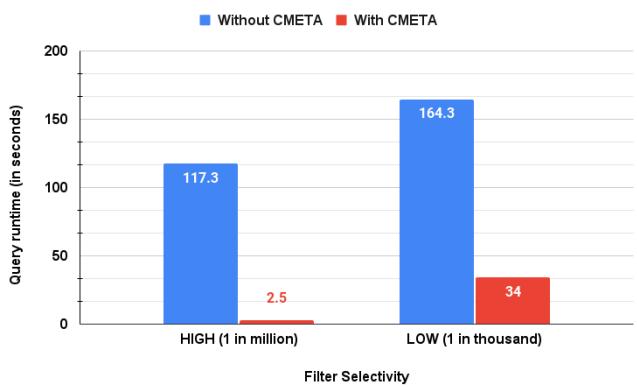 Without CMETA With CMETA
Query runtime (in seconds)
200
150
100
50
0
117.3
2.5
164.3
34
HIGH (1 in million) LOW (1 in thousand)
Filter Selectivity